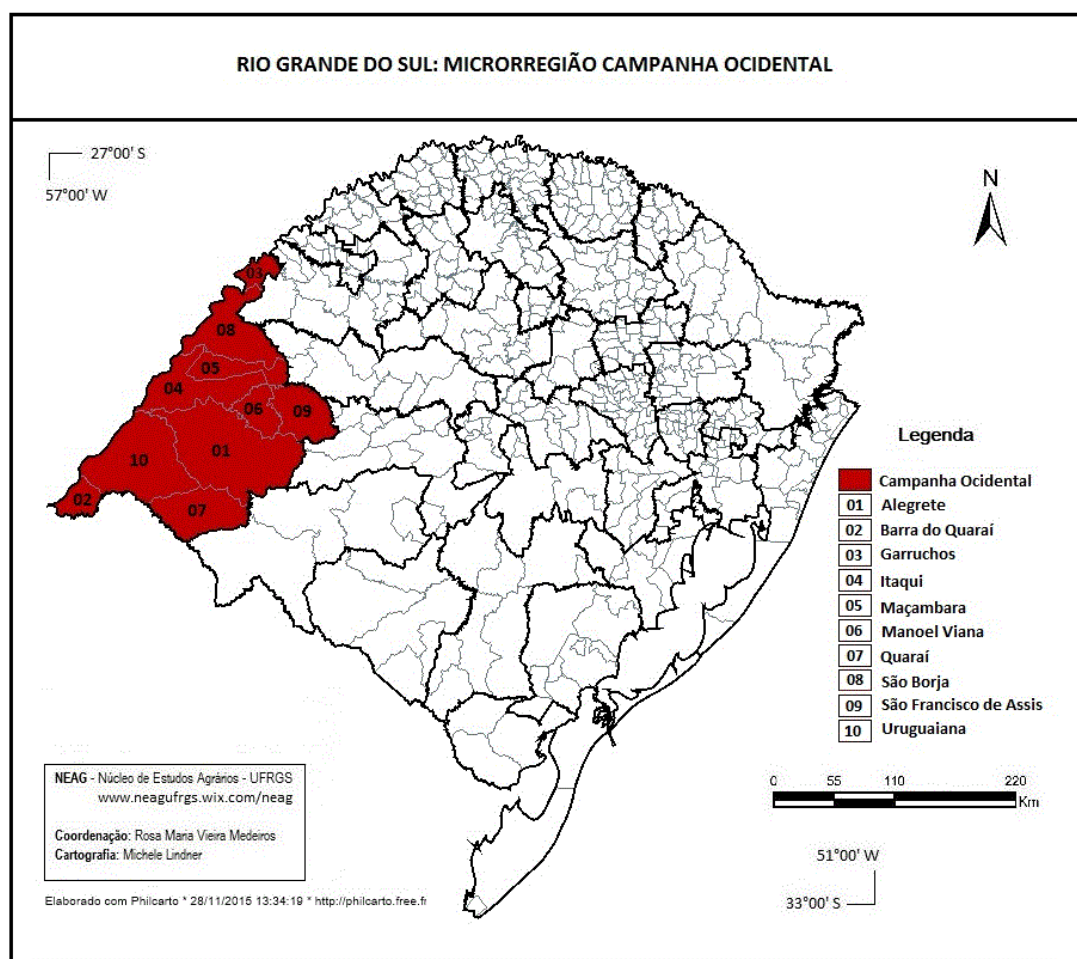 RIO GRANDE DO SUL: MICRORREGIÃO CAMPANHA OCIDENTAL
27°00' S
57°00' W
N
03
08
05
04
06
09
01
10
02
07
Legenda
Campanha Ocidental
01 Alegrete
02 Barra do Quaraí
03 Garruchos
04 Itaqui
05 Maçambara
06 Manoel Viana
07 Quaraí
08 São Borja
09 São Francisco de Assis
10 Uruguaiana
0 55 110 220
Km
51°00' W
33°00' S
NEAG - Núcleo de Estudos Agrários - UFRGS
www.neagufrgs.wix.com/neag
Coordenação: Rosa Maria Vieira Medeiros
Cartografia: Michele Lindner
Elaborado com Philcarto * 28/11/2015 13:34:19 * http://philcarto.free.fr